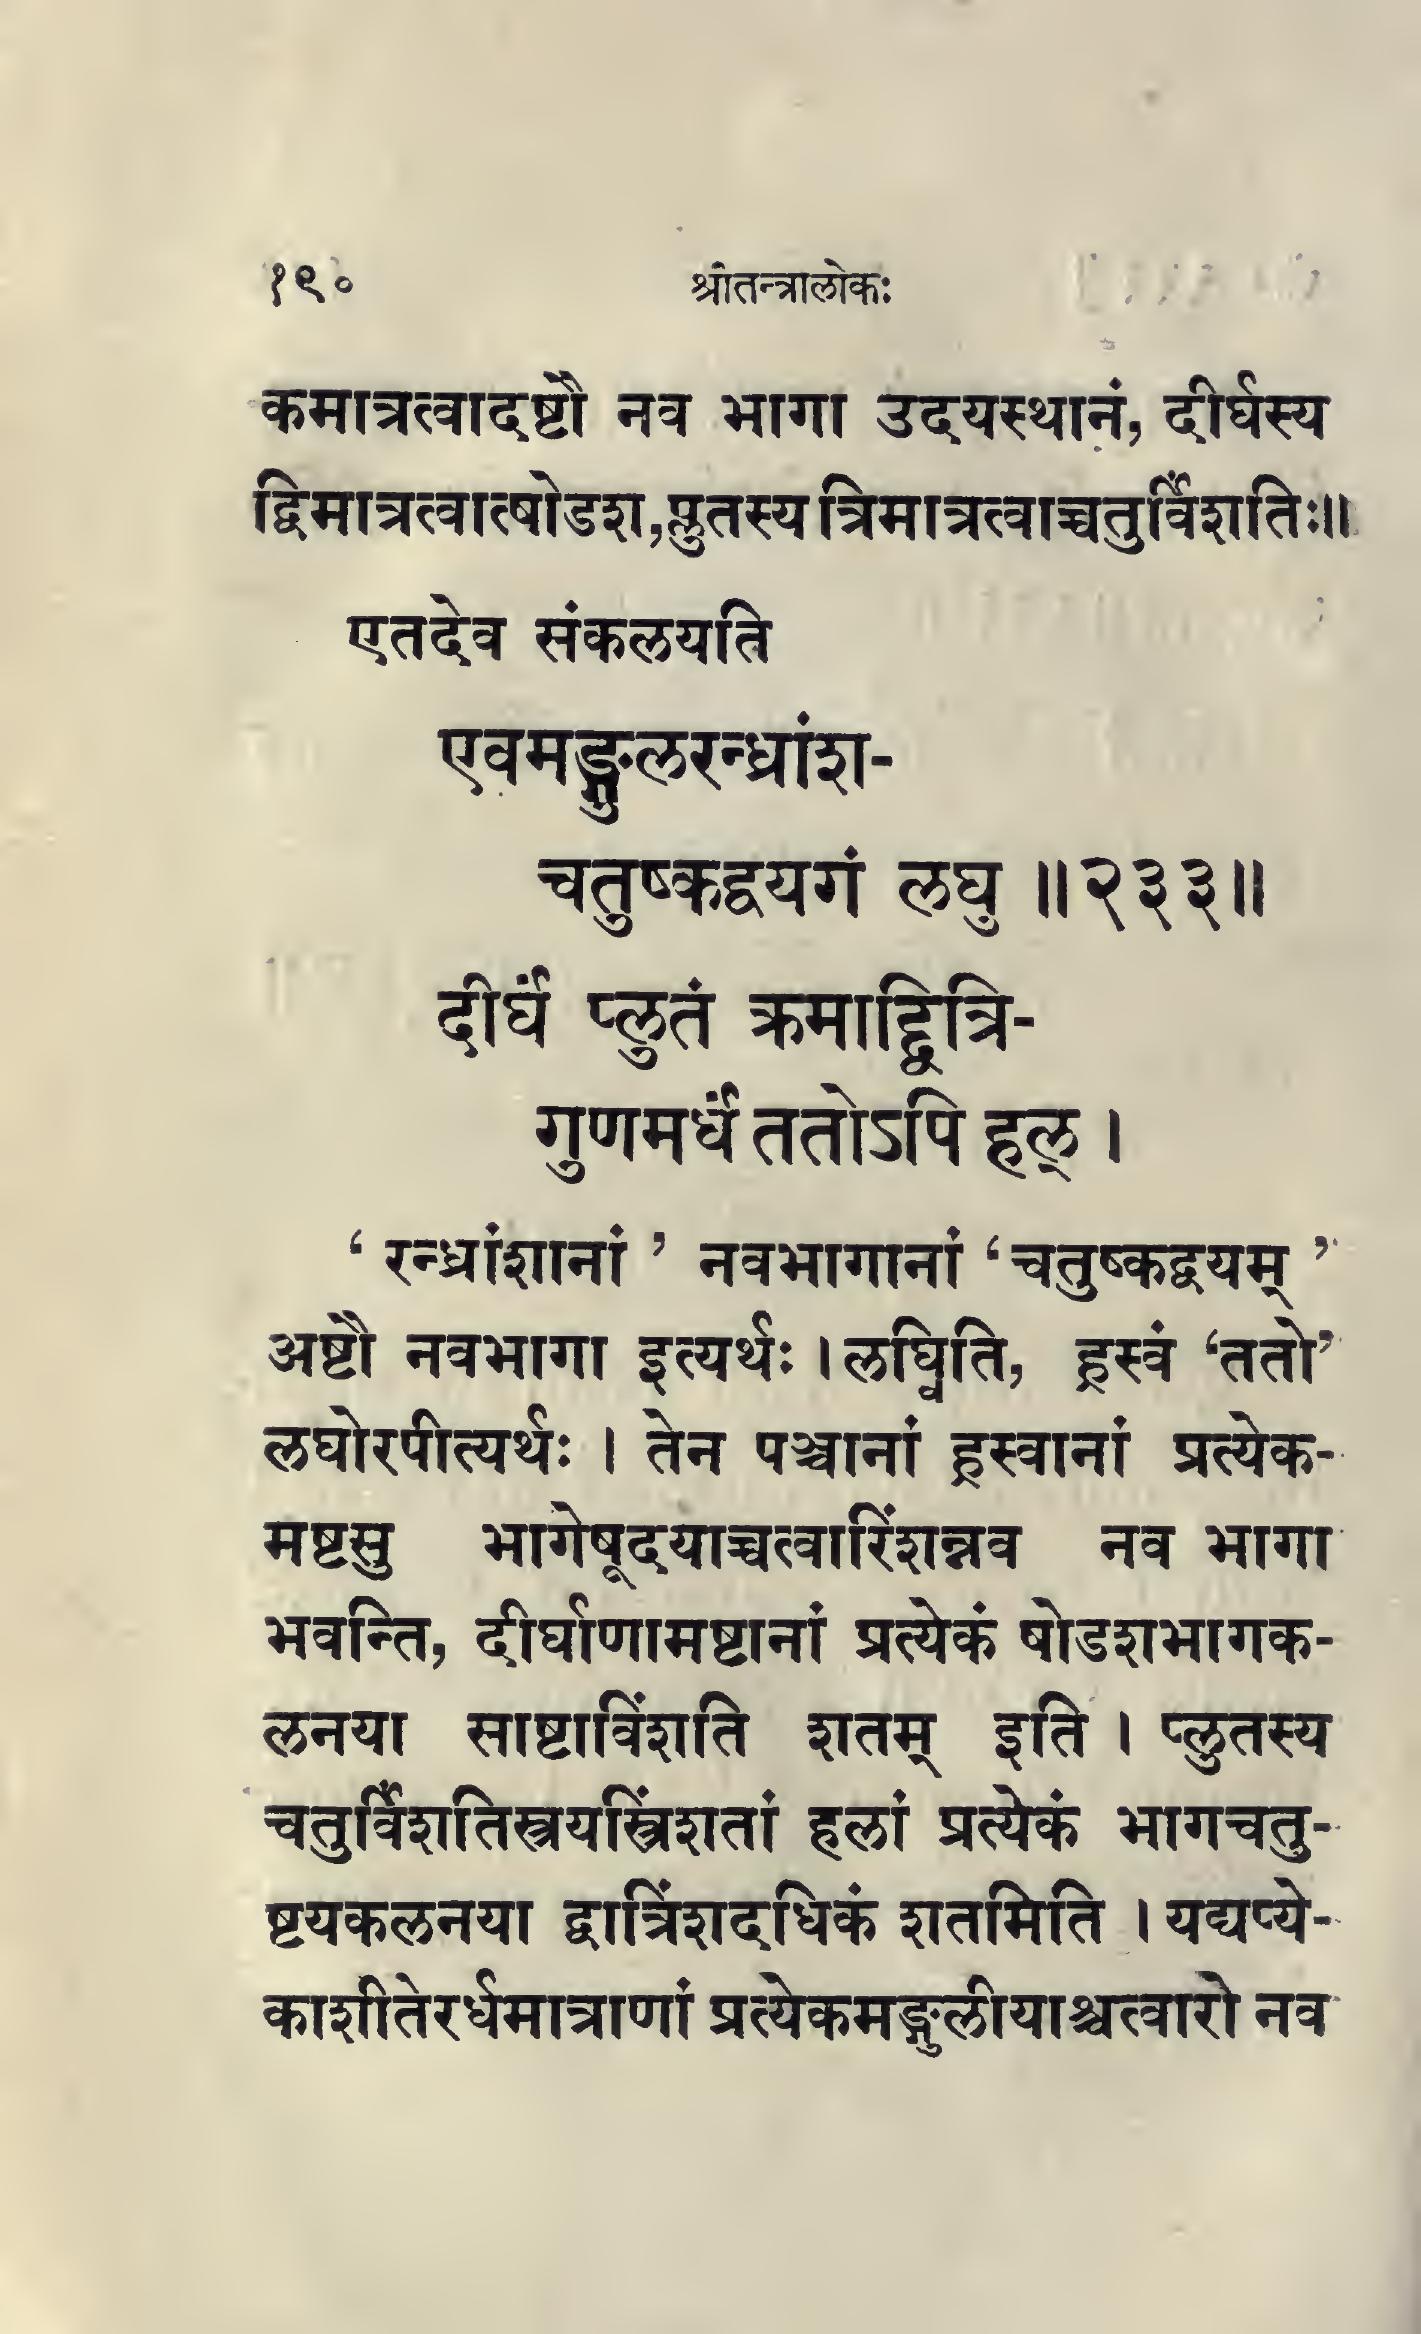 १९०
श्रीतन्त्रालोकः
कमात्रत्वादष्टौ नव भागा उदयस्थानं, दीर्घस्य
द्विमात्रत्वात्षोडश,प्लुतस्य त्रिमात्रत्वाच्चतुर्विंशतिः॥
एतदेव संकलयति
एवमङ्गुलरन्ध्रांश-
चतुष्कद्वयगं लघु ॥२३३॥
दीर्घं प्लुतं क्रमाद्द्वित्रि-
गुणमर्धं ततोऽपि हल् ।
‘ रन्ध्रांशानां ’ नवभागानां ‘चतुष्कद्वयम् ’
अष्टौ नवभागा इत्यर्थः । लघ्विति, ह्रस्वं ‘ततो’
लघोरपीत्यर्थः । तेन पञ्चानां ह्रस्वानां प्रत्येक-
मष्टसु भागेषूदयाच्चत्वारिंशन्नव नव भागा
भवन्ति, दीर्घाणामष्टानां प्रत्येकं षोडशभागक-
लनया साष्टाविंशति शतम् इति । प्लुतस्य
चतुर्विंशतिस्त्रयस्त्रिंशतां हलां प्रत्येकं भागचतु-
ष्टयकलनया द्वात्रिंशदधिकं शतमिति । यद्यप्ये-
काशीतेरर्धमात्राणां प्रत्येकमङ्गुलीयाश्चत्वारो नव